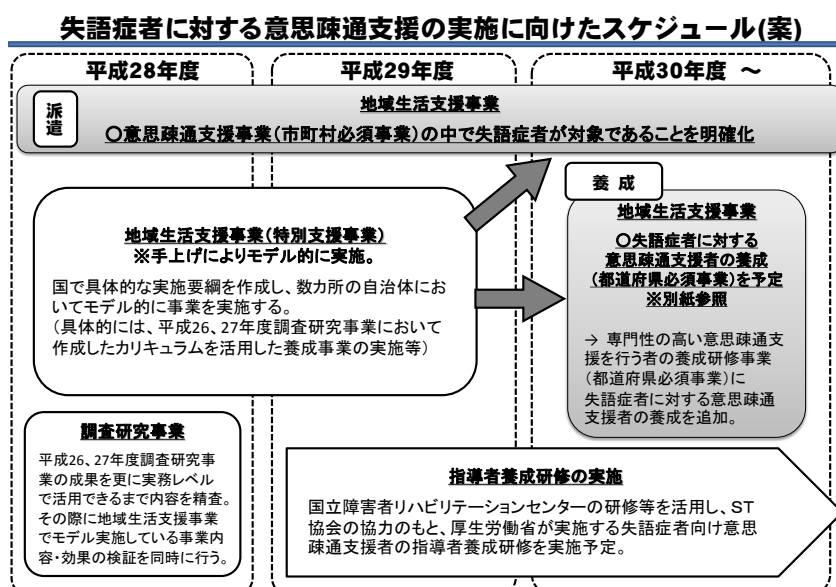 失語症者に対する意思疎通支援の実施に向けたスケジュール(案)
平成28年度
平成29年度
平成30年度 ～
派遣
地域生活支援事業
○意思疎通支援事業(市町村必須事業)の中で失語症者が対象であることを明確化
地域生活支援事業(特別支援事業)
※手上げによりモデル的に実施。
国で具体的な実施要綱を作成し、数カ所の自治体にお
いてモデル的に事業を実施する。
(具体的には、平成26、27年度調査研究事業において
作成したカリキュラムを活用した養成事業の実施等)
養 成
地域生活支援事業
○失語症者に対する
意思疎通支援者の養成
(都道府県必須事業)を予定
※別紙参照
→ 専門性の高い意思疎通支
援を行う者の養成研修事業
(都道府県必須事業)に
失語症者に対する意思疎通
支援者の養成を追加。
調査研究事業
平成26、27年度調査研究事
業の成果を更に実務レベル
で活用できるまで内容を精査。
その際に地域生活支援事業
でモデル実施している事業内
容・効果の検証を同時に行う。
指導者養成研修の実施
国立障害者リハビリテーションセンターの研修等を活用し、ST
協会の協力のもと、厚生労働省が実施する失語症者向け意思
疎通支援者の指導者養成研修を実施予定。